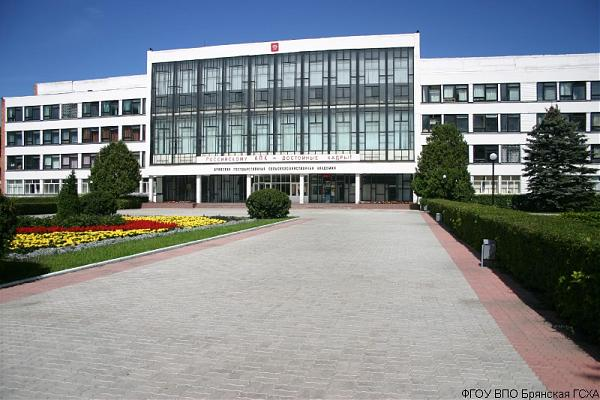 РОССИЙСКОМУ АПК - ДОСТОЙНЫЕ КАДРЫ!
БРЯНСКАЯ ГОСУДАРСТВЕННАЯ СЕЛЬСКОХОЗЯЙСТВЕННАЯ АКАДЕМИЯ
ФГОУ ВПО Брянская ГСХА